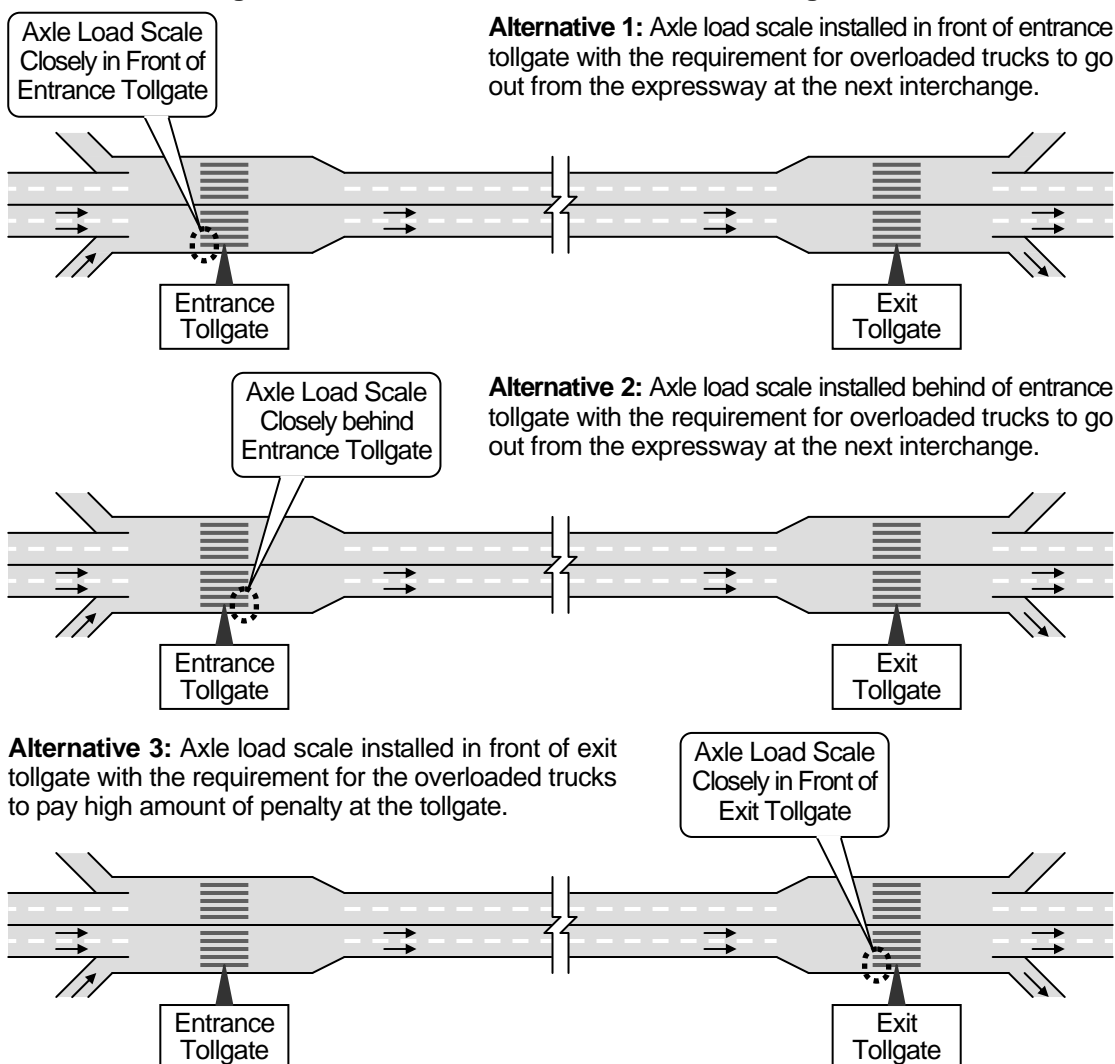 Axle Load Scale
Closely in Front of
Entrance Tollgate
Alternative 1: Axle load scale installed in front of entrance
tollgate with the requirement for overloaded trucks to go
out from the expressway at the next interchange.
Entrance
Tollgate
Exit
Tollgate
Axle Load Scale
Closely behind
Entrance Tollgate
Alternative 2: Axle load scale installed behind of entrance
tollgate with the requirement for overloaded trucks to go
out from the expressway at the next interchange.
Entrance
Tollgate
Exit
Tollgate
Alternative 3: Axle load scale installed in front of exit
tollgate with the requirement for the overloaded trucks
to pay high amount of penalty at the tollgate.
Axle Load Scale
Closely in Front of
Exit Tollgate
Entrance
Tollgate
Exit
Tollgate